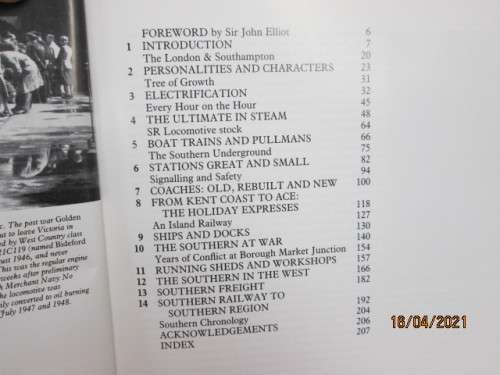 FOREWORD by Sir John Elliot 6
1 INTRODUCTION 7
The London & Southampton 20
2 PERSONALITIES AND CHARACTERS 23
Tree of Growth 31
3 ELECTRIFICATION 32
Every Hour on the Hour 45
4 THE ULTIMATE IN STEAM 48
SR Locomotive stock 64
5 BOAT TRAINS AND PULLMANS 66
The Southern Underground 75
6 STATIONS GREAT AND SMALL 82
Signalling and Safety 94
7 COACHES: OLD, REBUILT AND NEW 100
8 FROM KENT COAST TO ACE:
THE HOLIDAY EXPRESSES 118
An Island Railway 127
9 SHIPS AND DOCKS 130
10 THE SOUTHERN AT WAR 140
Years of Conflict at Borough Market Junction 154
11 RUNNING SHEDS AND WORKSHOPS 157
12 THE SOUTHERN IN THE WEST 166
13 SOUTHERN FREIGHT 182
14 SOUTHERN RAILWAY TO
SOUTHERN REGION 192
Southern Chronology 204
ACKNOWLEDGEMENTS 206
INDEX 207
The post war Golden
to leave Victoria in
by West Country class
21C119 (named Bideford
1946, and never
This was the regular engine
weeks after preliminary
Merchant Navy No
he locomotive was
converted to oil burning
July 1947 and 1948.
16/04/2021